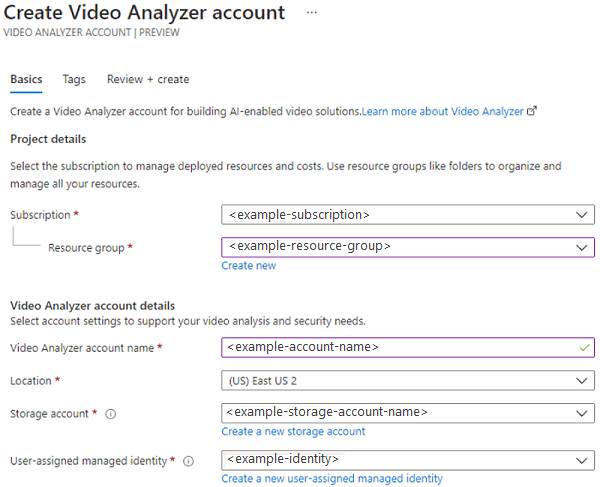 Create Video Analyzer account ...
VIDEO ANALYZER ACCOUNT | PREVIEW
Basics Tags Review + create
Create a Video Analyzer account for building AI-enabled video solutions.Learn more about Video Analyzer
Project details
Select the subscription to manage deployed resources and costs. Use resource groups like folders to organize and
manage all your resources.
Subscription * <example-subscription>
Resource group * <example-resource-group>
Create new
Video Analyzer account details
Select account settings to support your video analysis and security needs.
Video Analyzer account name * <example-account-name>
Location * (US) East US 2
Storage account * <example-storage-account-name>
Create a new storage account
User-assigned managed identity * <example-identity>
Create a new user-assigned managed identity